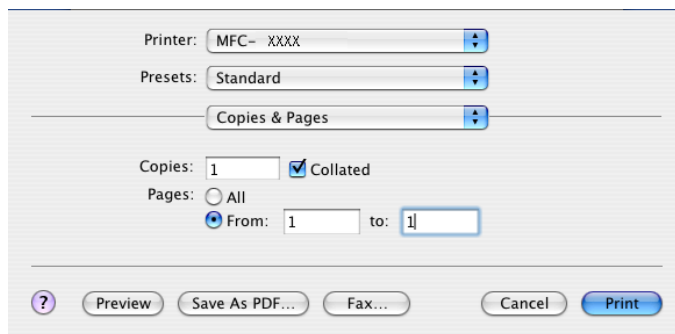 Printer: MFC- XXXX
Presets: Standard
Copies & Pages
Copies: 1 Collated
Pages: All
From: 1 to: 1
? Preview Save As PDF... Fax... Cancel Print